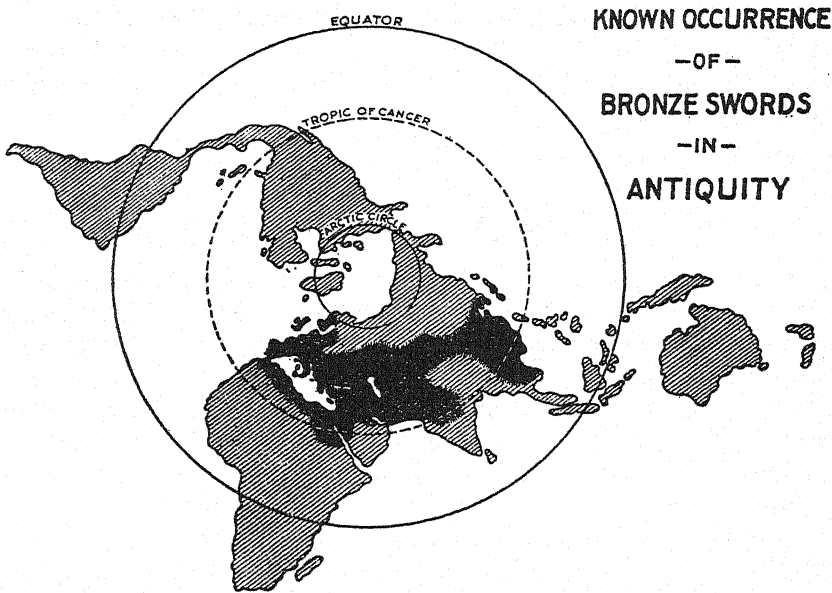 KNOWN OCCURRENCE
—OF—
BRONZE SWORDS
—IN—
ANTIQUITY
EQUATOR
TROPIC OF CANCER
ARCTIC CIRCLE